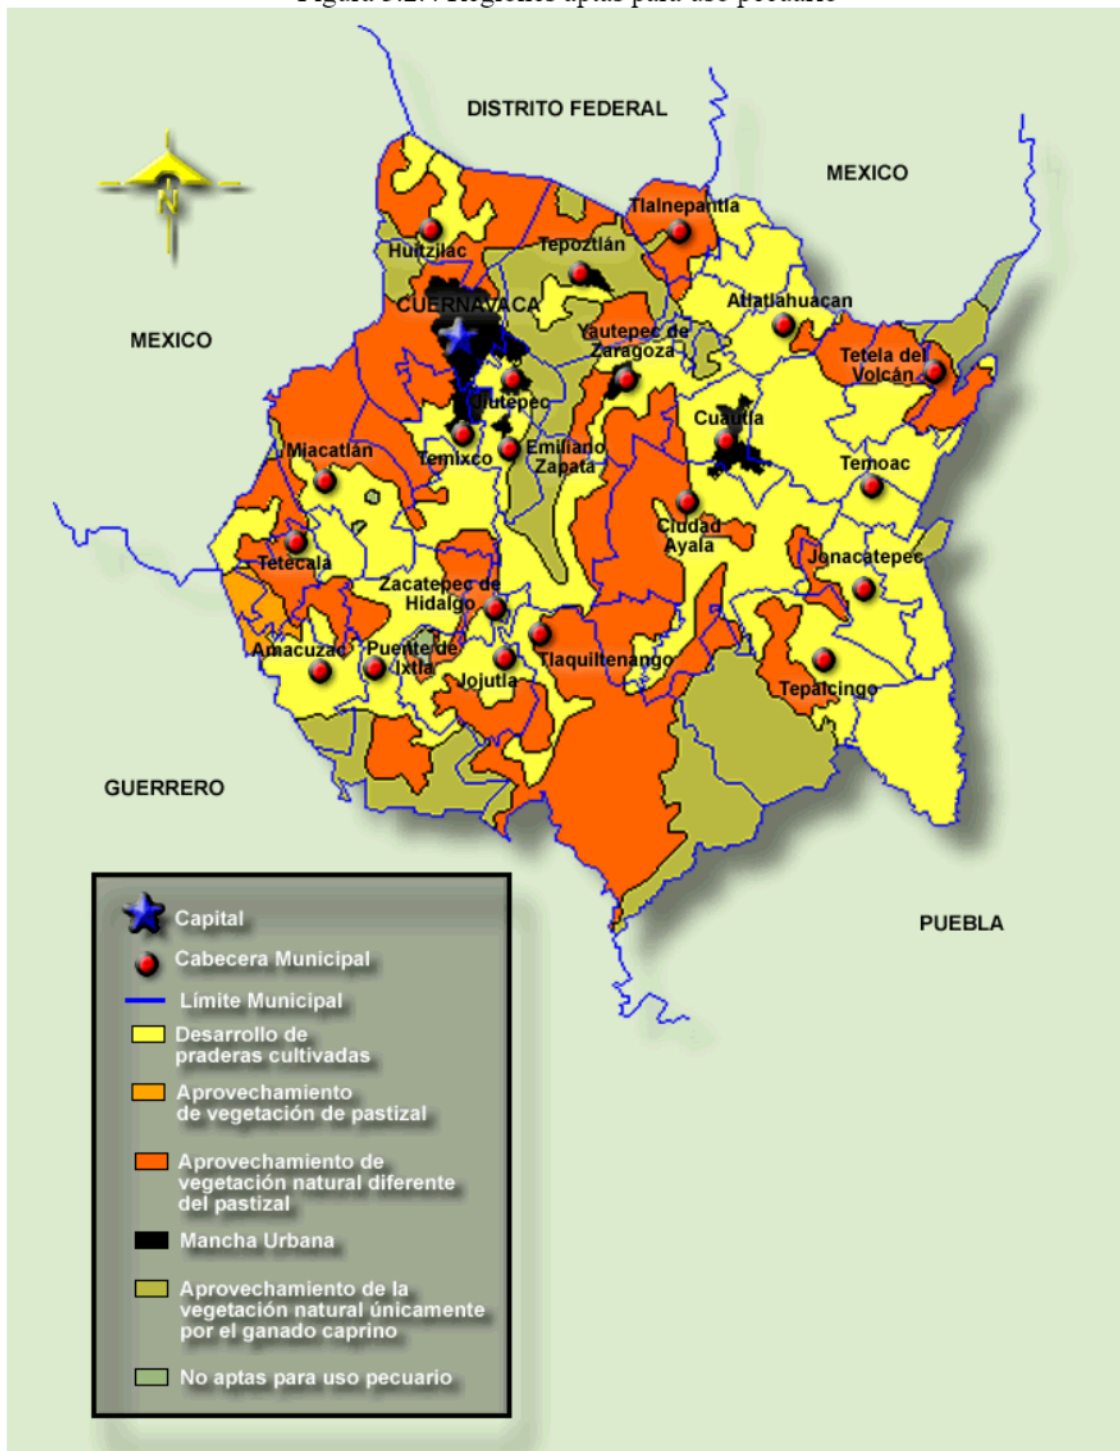 DISTRITO FEDERAL
MEXICO
Tlalnepantla
Tepoztlán
Huitzilac
N
CUERNAVACA
Atlatlahuacan
MEXICO
Yautepec de
Zaragoza
Tetela del
Volcán
Jiutepec
Cuautla
Miacatlán
Temixco
Emiliano
Zapata
Temoac
Ciudad
Ayala
Tetecala
Jonacatepec
Zacatepec de
Hidalgo
Amacuzac
Puente de
Ixtla
Jojutla
Tlaquiltenango
Tepalcingo
GUERRERO
PUEBLA
Capital
Cabecera Municipal
Límite Municipal
Desarrollo de
praderas cultivadas
Aprovechamiento
de vegetación de pastizal
Aprovechamiento de
vegetación natural diferente
del pastizal
Mancha Urbana
Aprovechamiento de la
vegetación natural únicamente
por el ganado caprino
No aptas para uso pecuario